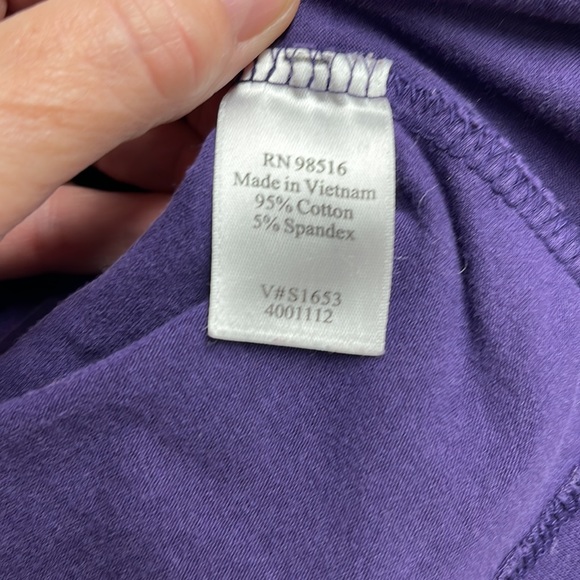 RN 98516
Made in Vietnam
95% Cotton
5% Spandex
V#S1653
4001112